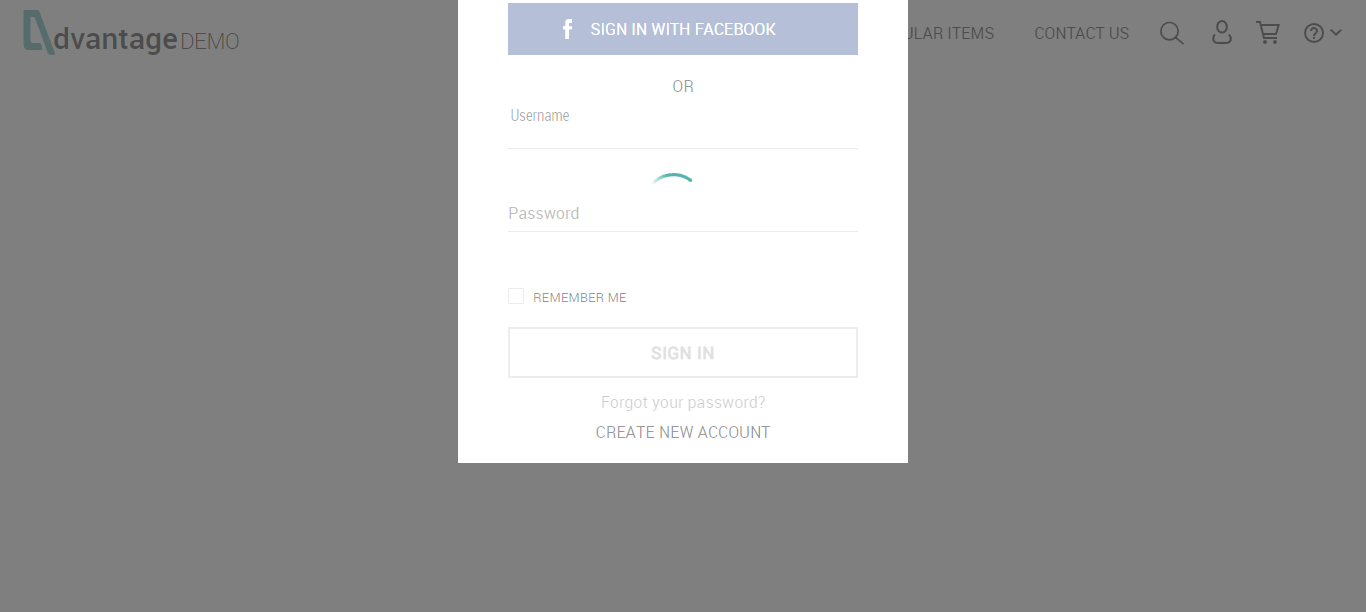 dvantage DEMO
ULAR ITEMS
CONTACT US
SIGN IN WITH FACEBOOK
OR
Username
Password
REMEMBER ME
SIGN IN
Forgot your password?
CREATE NEW ACCOUNT